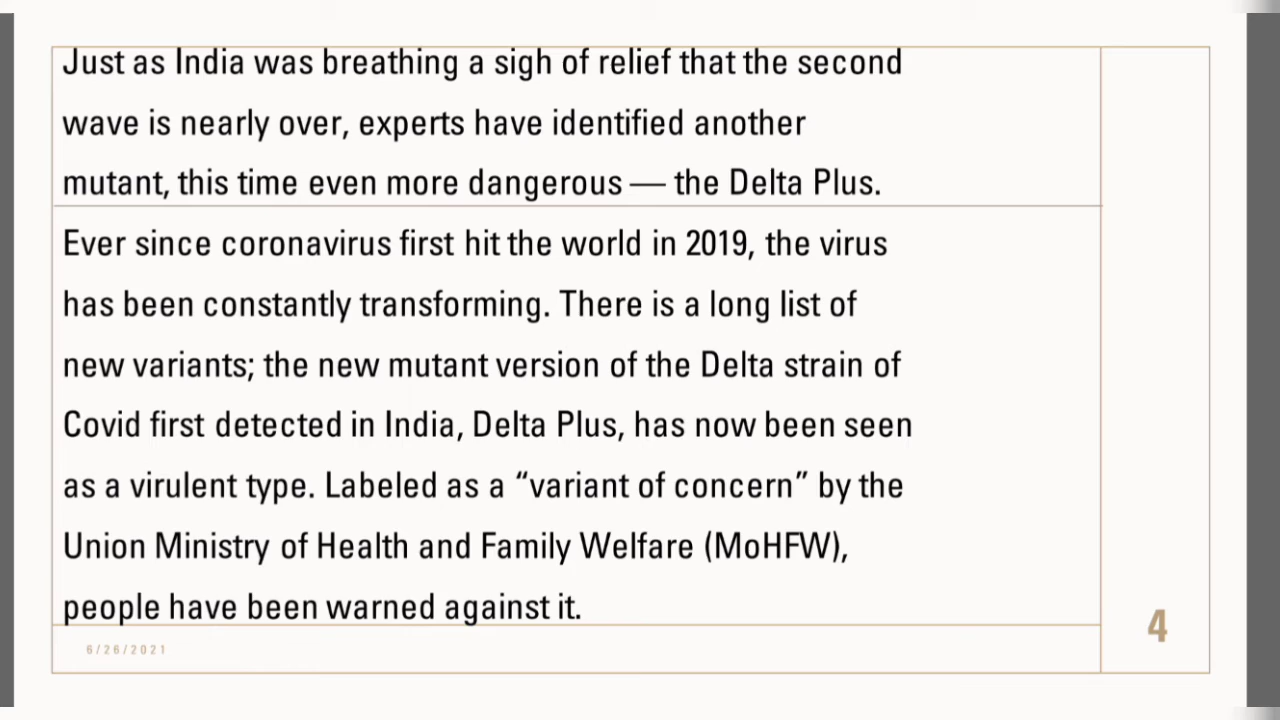 Just as India was breathing a sigh of relief that the second
wave is nearly over, experts have identified another
mutant, this time even more dangerous — the Delta Plus.
Ever since coronavirus first hit the world in 2019, the virus
has been constantly transforming. There is a long list of
new variants; the new mutant version of the Delta strain of
Covid first detected in India, Delta Plus, has now been seen
as a virulent type. Labeled as a “variant of concern” by the
Union Ministry of Health and Family Welfare (MoHFW),
people have been warned against it.
6/26/2021
4